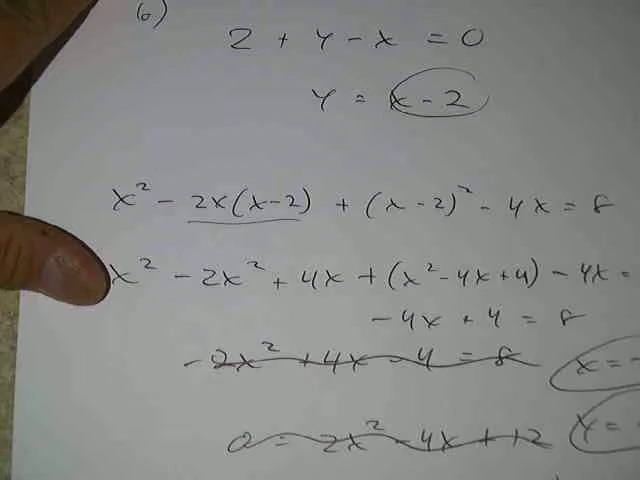 (6)
2 + y - x = 0
y = x - 2
x² - 2x(x-2) + (x-2)² - 4x = 8
x² - 2x² + 4x + (x² - 4x + 4) - 4x =
- 4x + 4 = 8
- 2x² + 4x - 4 = 8
x = -
0 = 2x² - 4x + 12
y = -